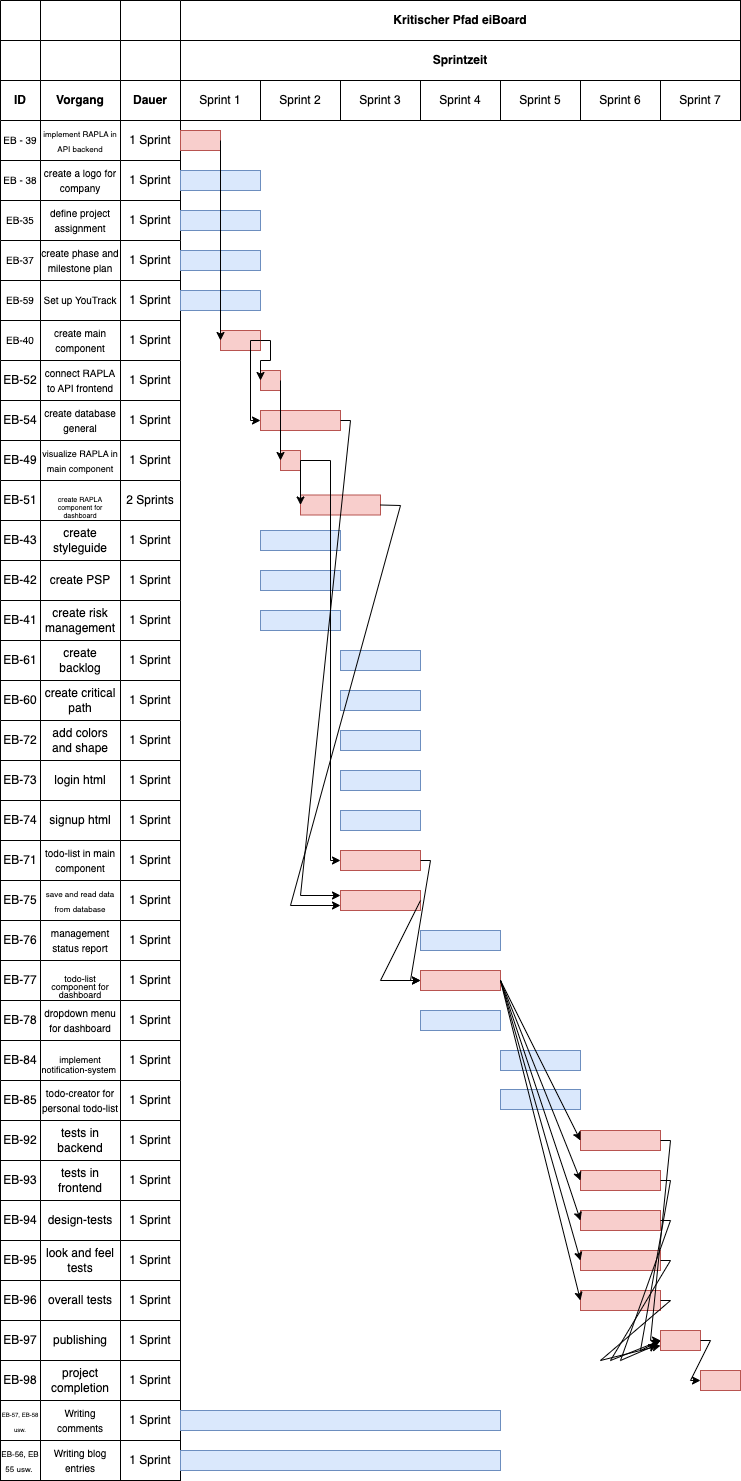 Kritischer Pfad eiBoard
Sprintzeit
ID Vorgang Dauer Sprint 1 Sprint 2 Sprint 3 Sprint 4 Sprint 5 Sprint 6 Sprint 7
EB - 39 implement RAPLA in 1 Sprint
API backend
EB - 38 create a logo for 1 Sprint
company
EB-35 define project 1 Sprint
assignment
EB-37 create phase and 1 Sprint
milestone plan
EB-59 Set up YouTrack 1 Sprint
EB-40 create main 1 Sprint
component
EB-52 connect RAPLA 1 Sprint
to API frontend
EB-54 create database 1 Sprint
general
EB-49 visualize RAPLA in 1 Sprint
main component
EB-51 create RAPLA 2 Sprints
component for
dashboard
EB-43 create 1 Sprint
styleguide
EB-42 create PSP 1 Sprint
EB-41 create risk 1 Sprint
management
EB-61 create 1 Sprint
backlog
EB-60 create critical 1 Sprint
path
EB-72 add colors 1 Sprint
and shape
EB-73 login html 1 Sprint
EB-74 signup html 1 Sprint
EB-71 todo-list in main 1 Sprint
component
EB-75 save and read data 1 Sprint
from database
EB-76 management 1 Sprint
status report
EB-77 todo-list 1 Sprint
component for
dashboard
EB-78 dropdown menu 1 Sprint
for dashboard
EB-84 implement 1 Sprint
notification-system
EB-85 todo-creator for 1 Sprint
personal todo-list
EB-92 tests in 1 Sprint
backend
EB-93 tests in 1 Sprint
frontend
EB-94 design-tests 1 Sprint
EB-95 look and feel 1 Sprint
tests
EB-96 overall tests 1 Sprint
EB-97 publishing 1 Sprint
EB-98 project 1 Sprint
completion
EB-57, EB-58 Writing 1 Sprint
usw. comments
EB-56, EB Writing blog 1 Sprint
55 usw. entries